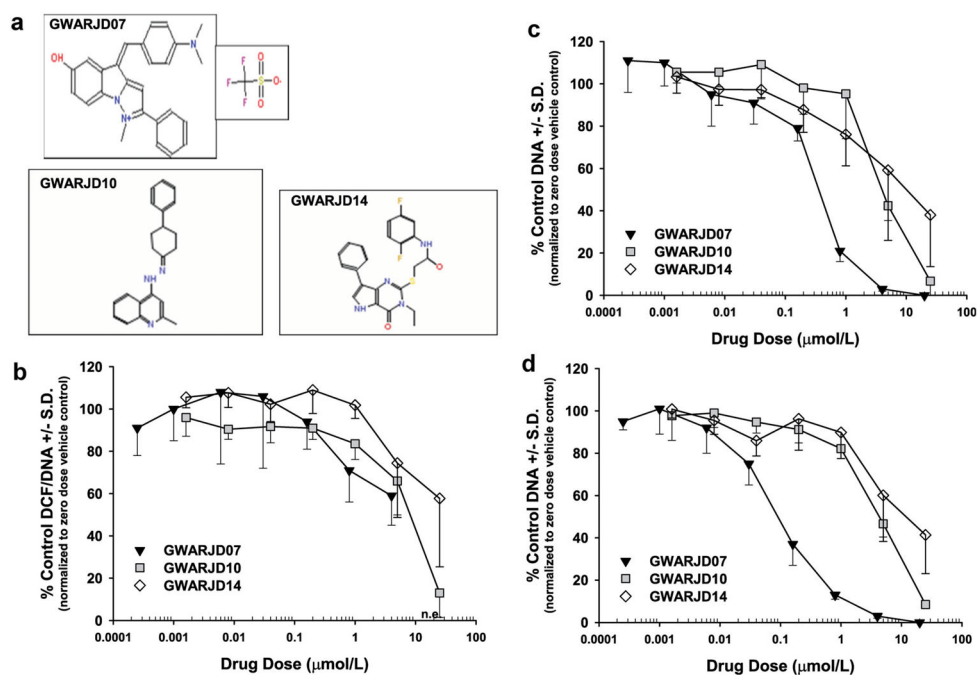 a
GWARJD07
OH
N
N
N+
F
F
F
S
O
O
O-
GWARJD10
N
NH
N
GWARJD14
F
F
NH
O
S
N
N
NH
O
b
% Control DCF/DNA +/- S.D.
(normalized to zero dose vehicle control)
120
100
80
60
40
20
0
GWARJD07
GWARJD10
GWARJD14
n.e.
0.0001
0.001
0.01
0.1
1
10
100
Drug Dose (μmol/L)
c
% Control DNA +/- S.D.
(normalized to zero dose vehicle control)
120
100
80
60
40
20
0
GWARJD07
GWARJD10
GWARJD14
0.0001
0.001
0.01
0.1
1
10
100
Drug Dose (μmol/L)
d
% Control DNA +/- S.D.
(normalized to zero dose vehicle control)
120
100
80
60
40
20
0
GWARJD07
GWARJD10
GWARJD14
0.0001
0.001
0.01
0.1
1
10
100
Drug Dose (μmol/L)